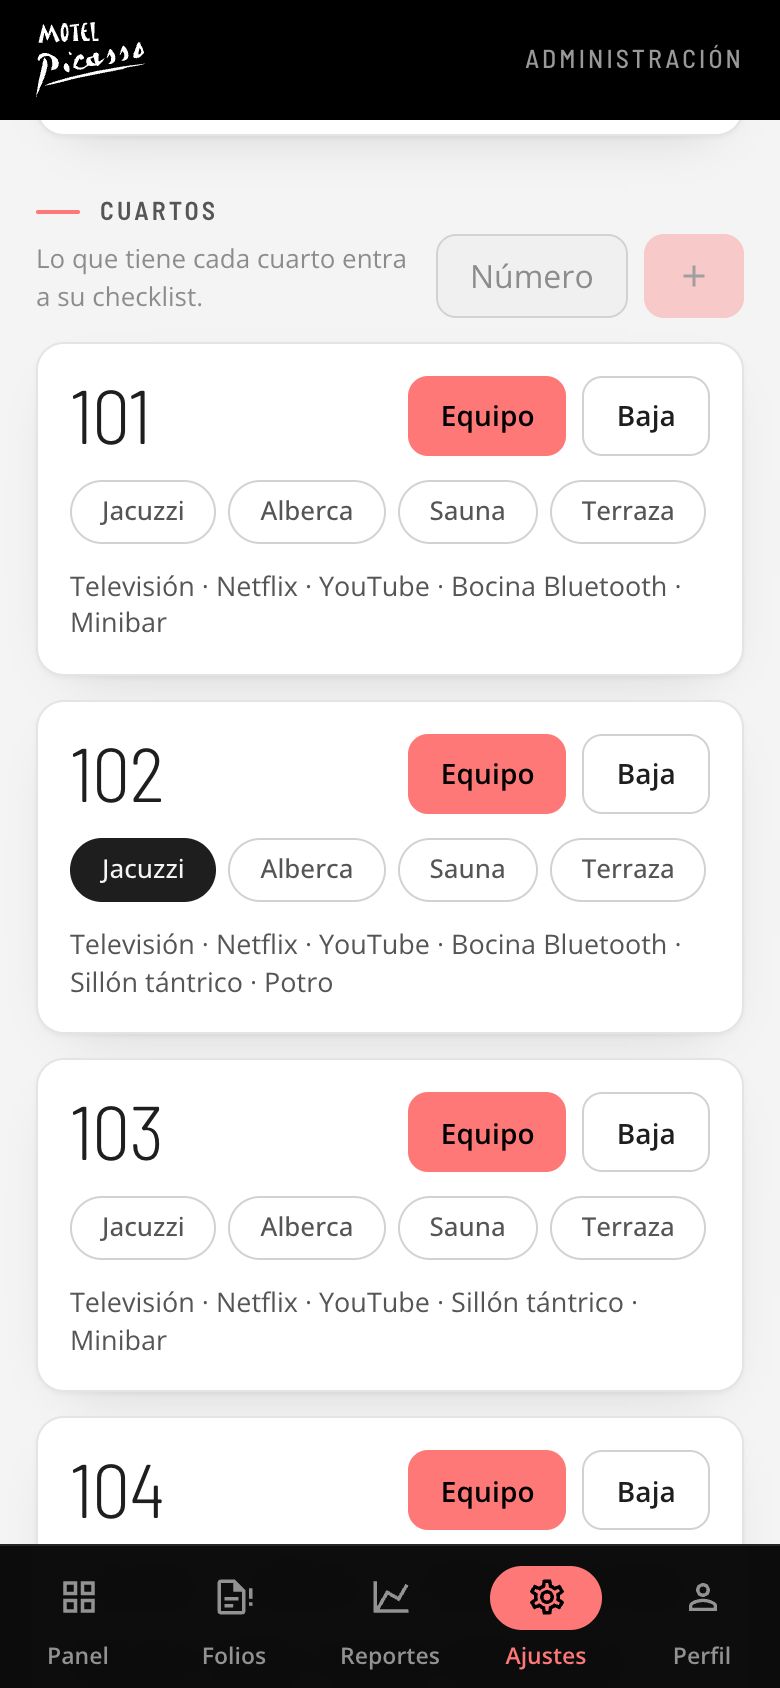 MOTEL
Picasso
ADMINISTRACIÓN
CUARTOS
Lo que tiene cada cuarto entra
a su checklist.
Número
+
101
Equipo
Baja
Jacuzzi
Alberca
Sauna
Terraza
Televisión · Netflix · YouTube · Bocina Bluetooth ·
Minibar
102
Equipo
Baja
Jacuzzi
Alberca
Sauna
Terraza
Televisión · Netflix · YouTube · Bocina Bluetooth ·
Sillón tántrico · Potro
103
Equipo
Baja
Jacuzzi
Alberca
Sauna
Terraza
Televisión · Netflix · YouTube · Sillón tántrico ·
Minibar
104
Equipo
Baja
Panel
Folios
Reportes
Ajustes
Perfil